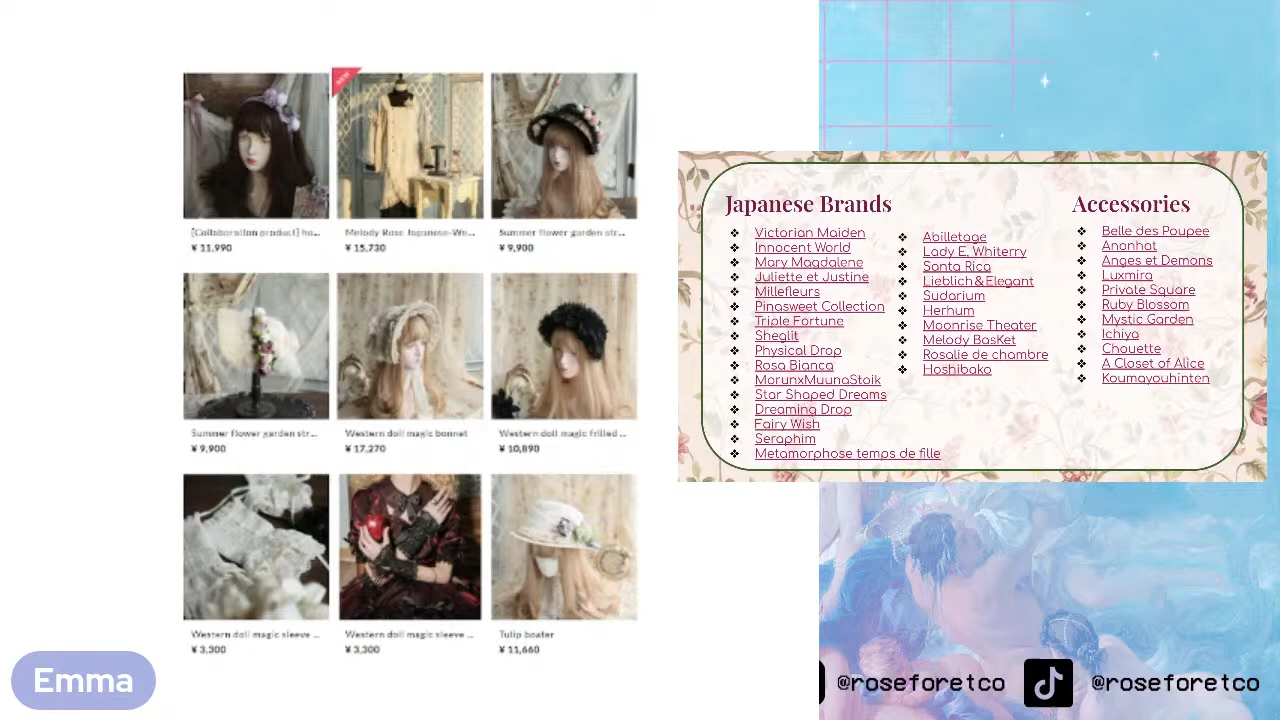 NEW
[Collaboration product] ho...
¥ 11,990
Melody Rose Japanese-We...
¥ 15,730
Summer flower garden str...
¥ 9,900
Summer flower garden str...
¥ 9,900
Western doll magic bonnet
¥ 17,270
Western doll magic frilled ...
¥ 10,890
Western doll magic sleeve ...
¥ 3,300
Western doll magic sleeve ...
¥ 3,300
Tulip boater
¥ 11,660
Emma
Japanese Brands
Victorian Maiden
Innocent World
Mary Magdalene
Juliette et Justine
Millefleurs
Pinasweet Collection
Triple Fortune
Sheglit
Physical Drop
Rosa Bianca
MorunxMuunaStoik
Star Shaped Dreams
Dreaming Drop
Fairy Wish
Seraphim
Metamorphose temps de fille
Abilletage
Lady E. Whiterry
Santa Rica
Lieblich&Elegant
Sudarium
Herhum
Moonrise Theater
Melody BasKet
Rosalie de chambre
Hoshibako
Accessories
Belle des Poupee
Anonhat
Anges et Demons
Luxmira
Private Square
Ruby Blossom
Mystic Garden
Ichiya
Chauette
A Closet of Alice
Koumayouhinten
@roseforetco
@roseforetco